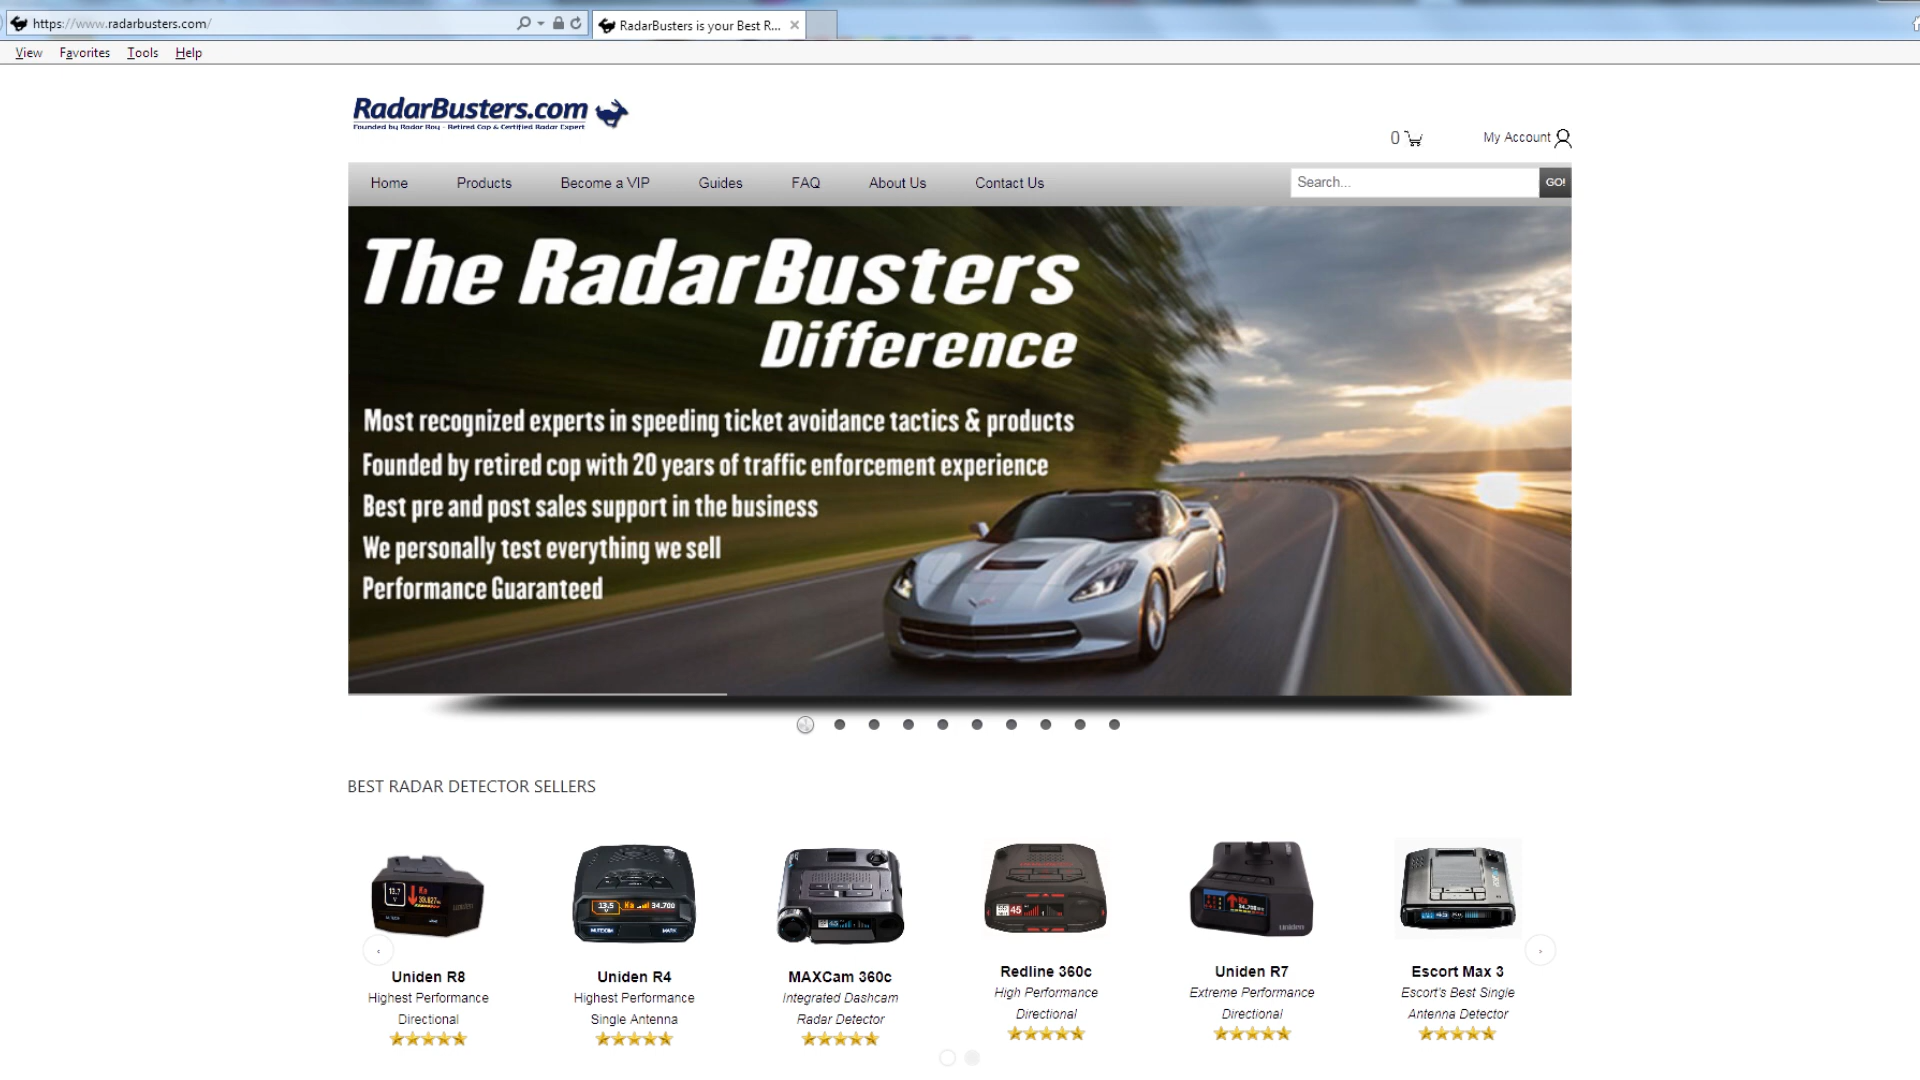 https://www.radarbusters.com/
RadarBusters is your Best R...
View Favorites Tools Help
RadarBusters.com
Founded by Radar Roy - Retired Cop & Certified Radar Expert
0
My Account
Home Products Become a VIP Guides FAQ About Us Contact Us
Search...
GO!
The RadarBusters
Difference
Most recognized experts in speeding ticket avoidance tactics & products
Founded by retired cop with 20 years of traffic enforcement experience
Best pre and post sales support in the business
We personally test everything we sell
Performance Guaranteed
BEST RADAR DETECTOR SELLERS
Uniden R8
Highest Performance
Directional
Uniden R4
Highest Performance
Single Antenna
MAXCam 360c
Integrated Dashcam
Radar Detector
Redline 360c
High Performance
Directional
Uniden R7
Extreme Performance
Directional
Escort Max 3
Escort's Best Single
Antenna Detector